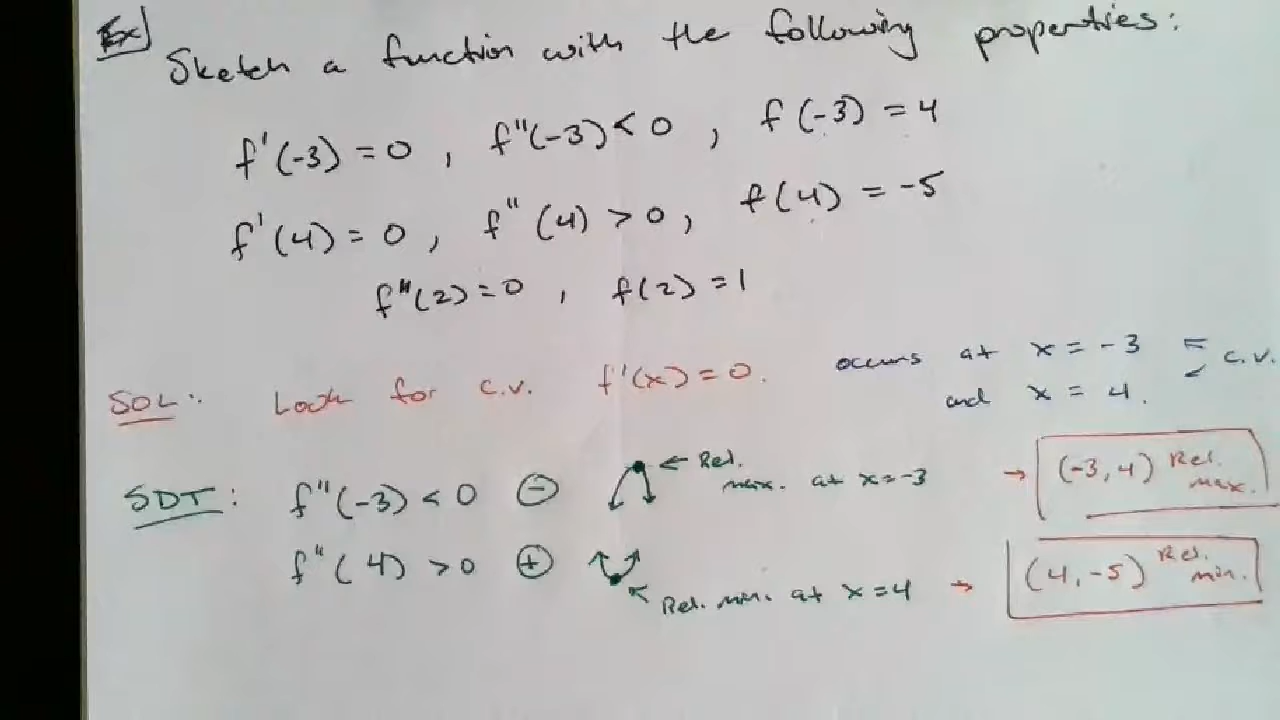 Ex] Sketch a function with the following properties:
f'(-3) = 0 , f''(-3) < 0 , f(-3) = 4
f'(4) = 0 , f''(4) > 0 , f(4) = -5
f''(2) = 0 , f(2) = 1
SOL: Look for c.v. f'(x) = 0. occurs at x = -3 c.v.
and x = 4.
SDT: f''(-3) < 0 ⊖ ← Rel. max. at x = -3 → (-3, 4) Rel. max.
f''(4) > 0 ⊕ Rel. min. at x = 4 → (4, -5) Rel. min.